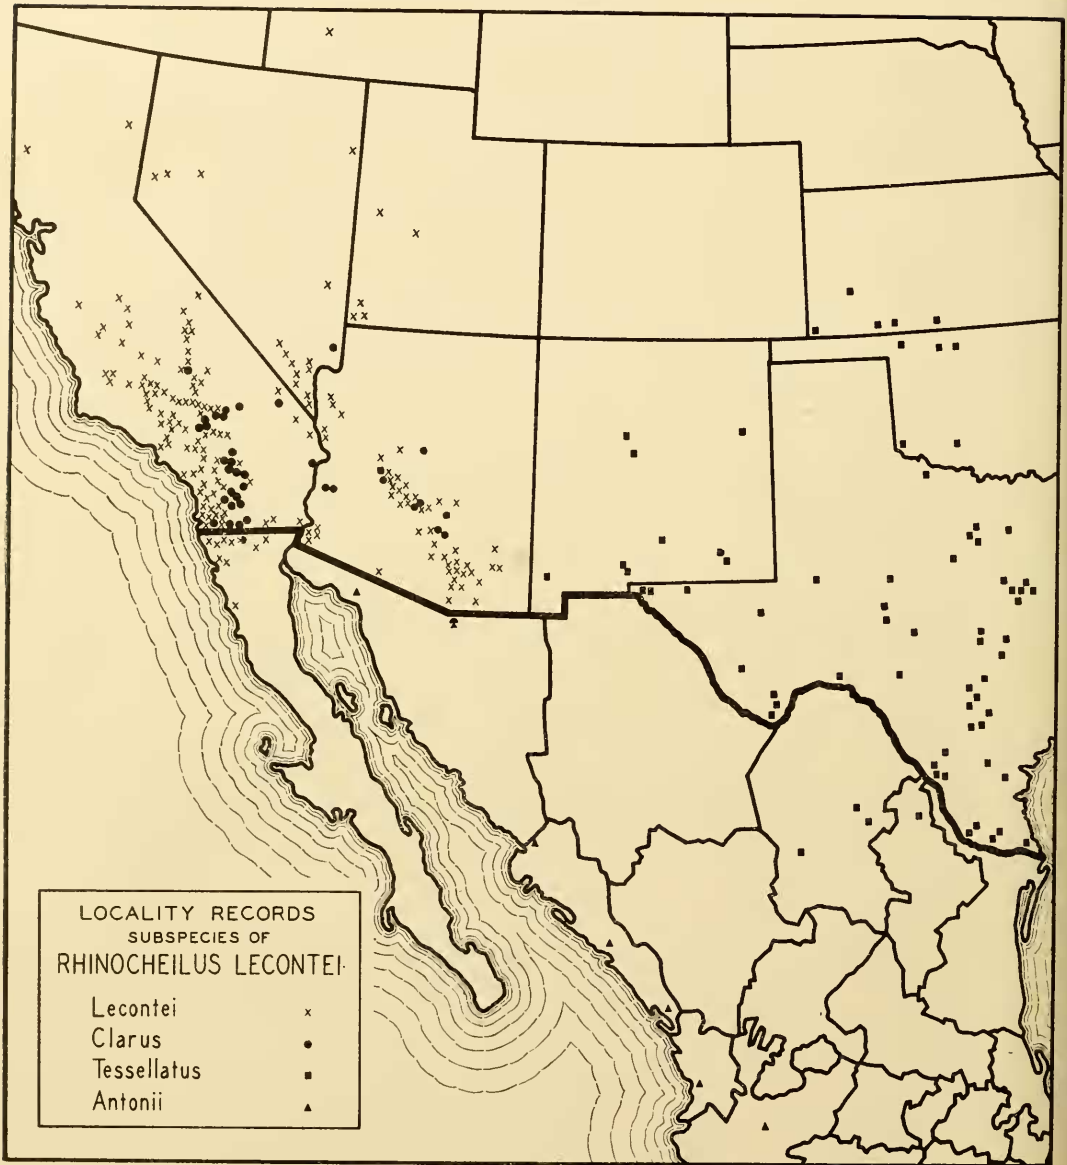 LOCALITY RECORDS
SUBSPECIES OF
RHINOCHEILUS LECONTEI
Lecontei x
Clarus ●
Tessellatus ■
Antonii ▲